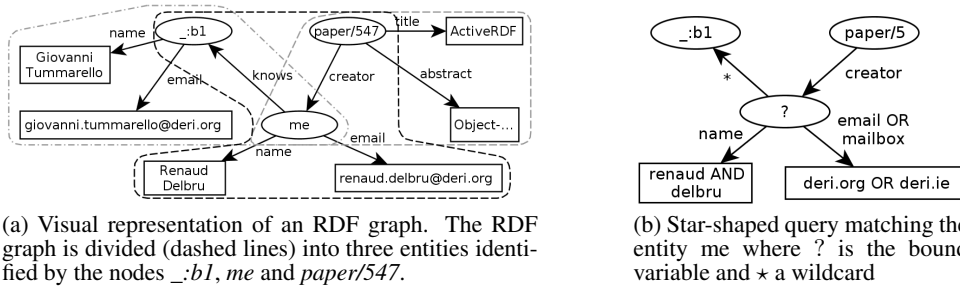 title
_:b1
paper/547
ActiveRDF
name
Giovanni
Tummarello
email
knows
creator
abstract
giovanni.tummarello@deri.org
me
Object-...
name
email
Renaud
Delbru
renaud.delbru@deri.org
(a) Visual representation of an RDF graph. The RDF
graph is divided (dashed lines) into three entities identi-
fied by the nodes _:b1, me and paper/547.
_:b1
paper/5
*
creator
?
name
email OR
mailbox
renaud AND
delbru
deri.org OR deri.ie
(b) Star-shaped query matching the
entity me where ? is the bound
variable and ⋆ a wildcard